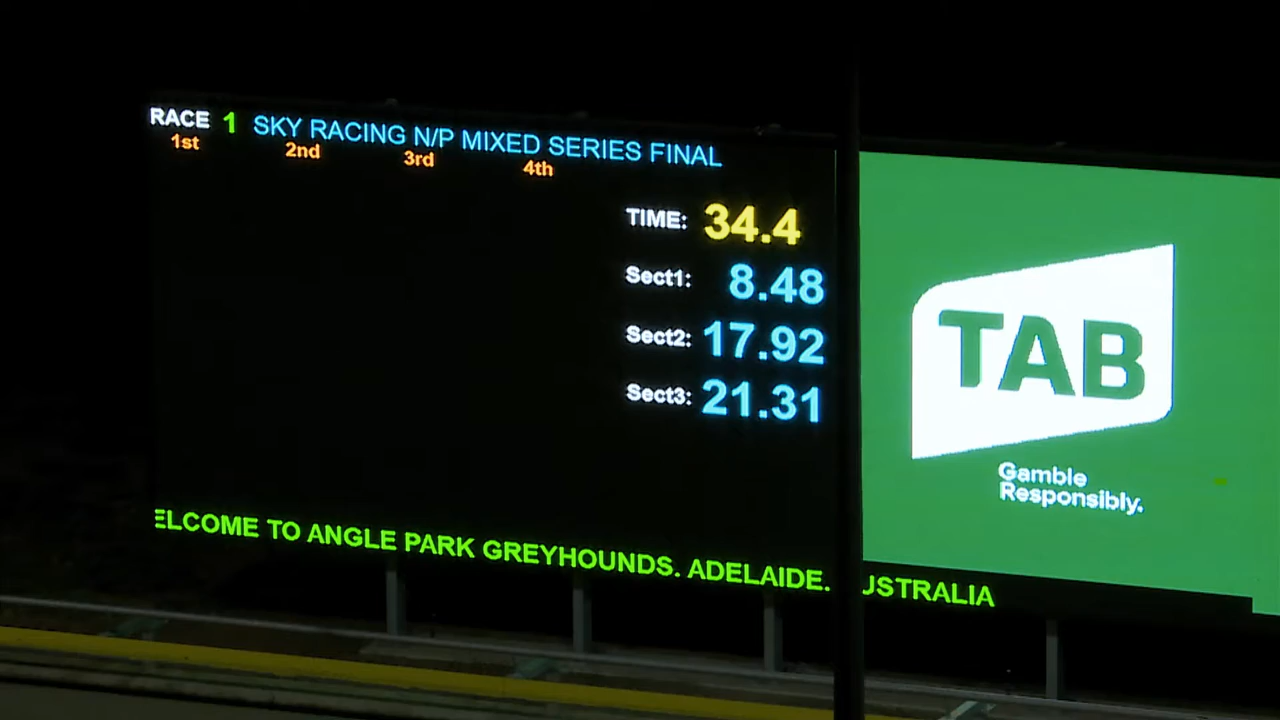 RACE 1 SKY RACING N/P MIXED SERIES FINAL
1st 2nd 3rd 4th
TIME: 34.4
Sect1: 8.48
Sect2: 17.92
Sect3: 21.31
ELCOME TO ANGLE PARK GREYHOUNDS. ADELAIDE. USTRALIA
TAB
Gamble
Responsibly.